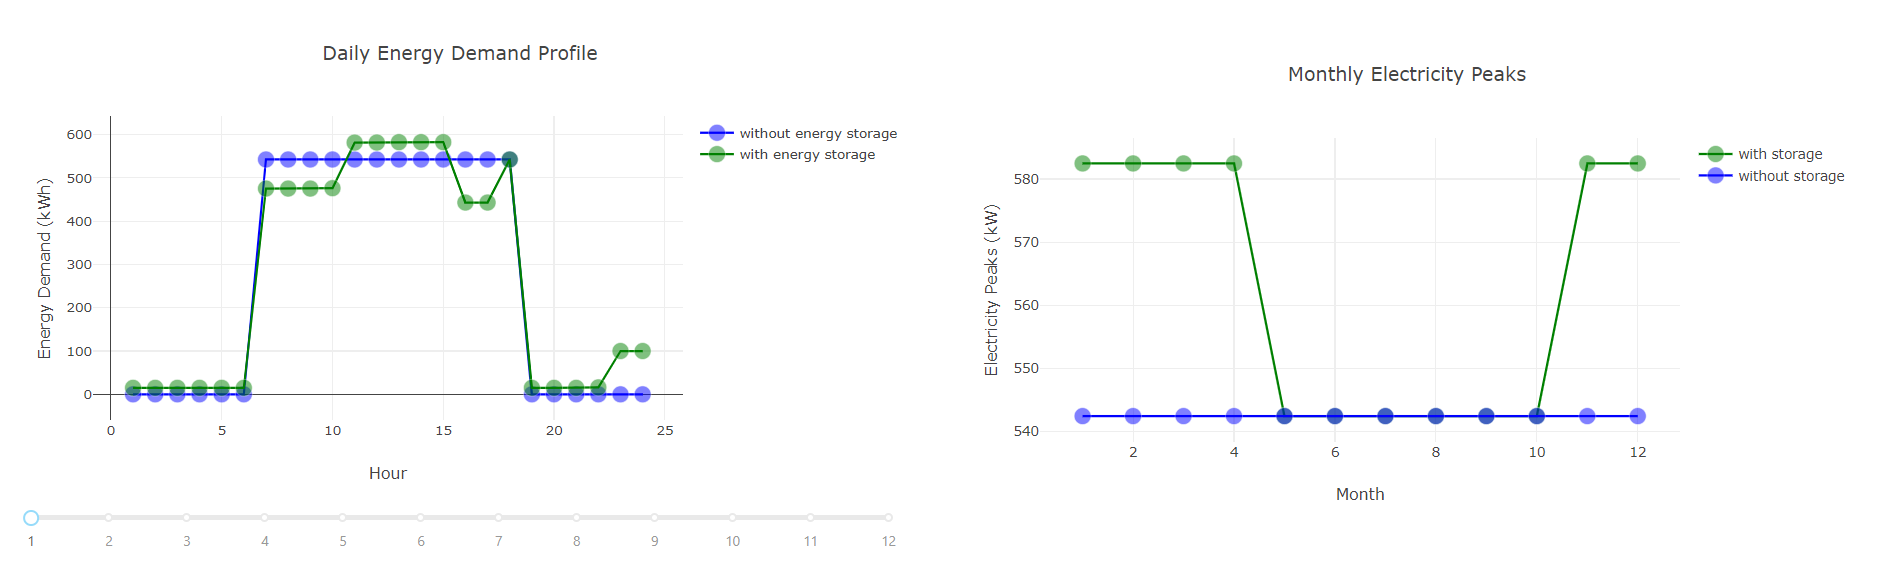 Daily Energy Demand Profile
Energy Demand (kWh)
600
500
400
300
200
100
0
0 5 10 15 20 25
Hour
without energy storage
with energy storage
1 2 3 4 5 6 7 8 9 10 11 12
Monthly Electricity Peaks
Electricity Peaks (kW)
580
570
560
550
540
2 4 6 8 10 12
Month
with storage
without storage